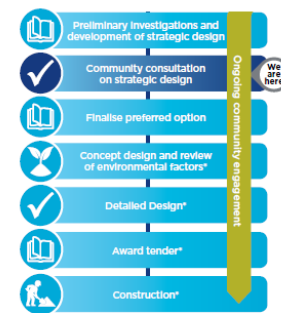 Preliminary investigations and
development of strategic design
Community consultation
on strategic design
We
are
here
Finalise preferred option
Concept design and review
of environmental factors*
Detailed Design*
Award tender*
Construction*
Ongoing community engagement